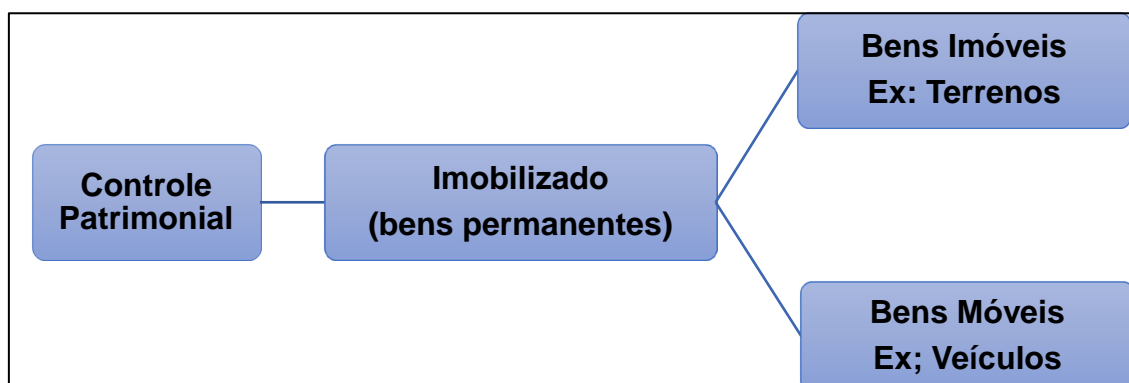 Controle
Patrimonial
Imobilizado
(bens permanentes)
Bens Imóveis
Ex: Terrenos
Bens Móveis
Ex; Veículos